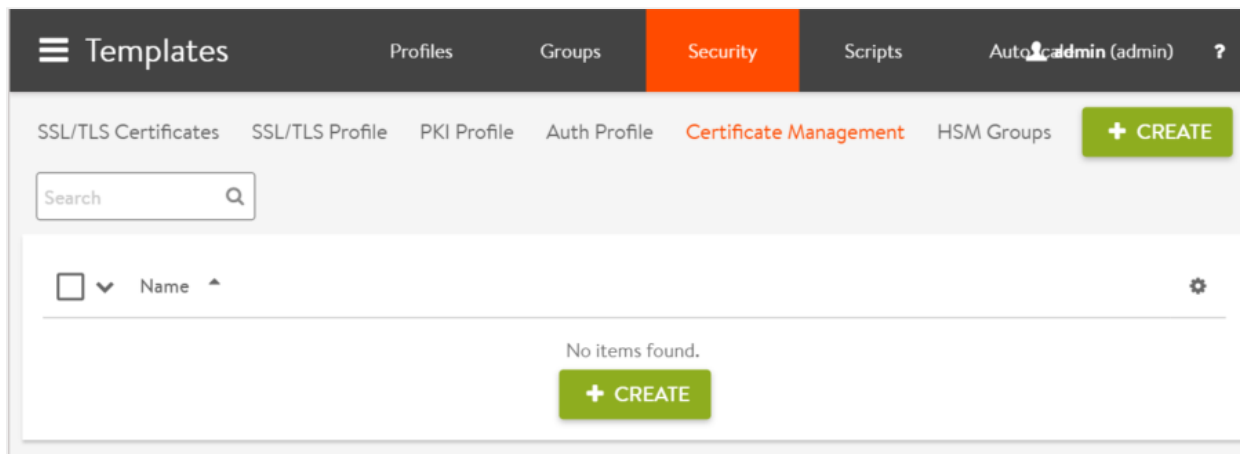 Templates Profiles Groups Security Scripts Auto admin (admin) ?
SSL/TLS Certificates SSL/TLS Profile PKI Profile Auth Profile Certificate Management HSM Groups + CREATE
Search
Name
No items found.
+ CREATE